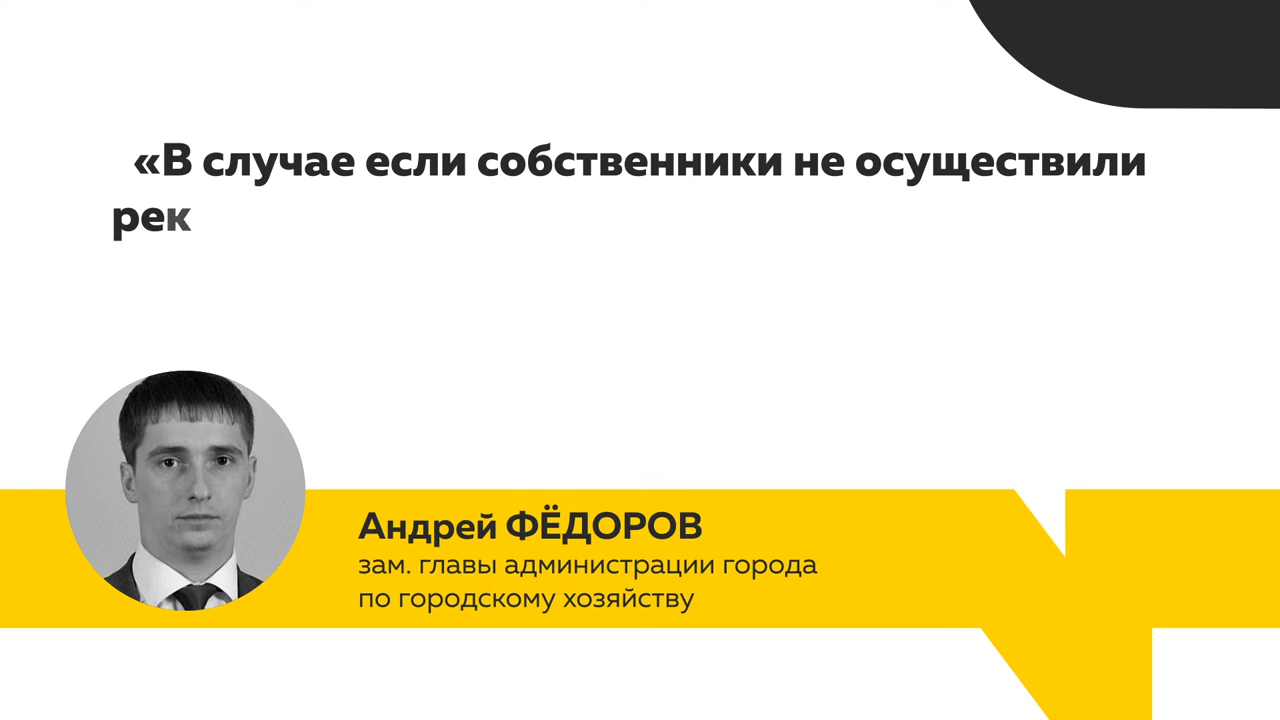 «В случае если собственники не осуществили
рек
Андрей ФЁДОРОВ
зам. главы администрации города
по городскому хозяйству